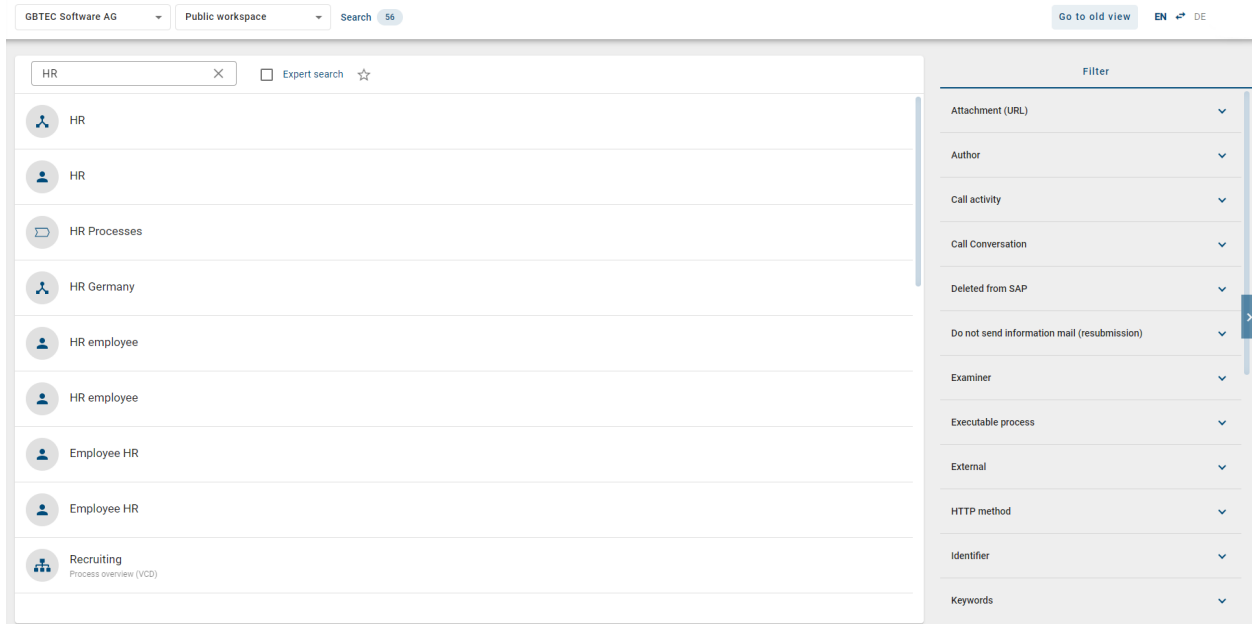 GBTEC Software AG
Public workspace
Search 56
Go to old view
EN DE
HR
Expert search
HR
HR
HR Processes
HR Germany
HR employee
HR employee
Employee HR
Employee HR
Recruiting
Process overview (VCD)
Filter
Attachment (URL)
Author
Call activity
Call Conversation
Deleted from SAP
Do not send information mail (resubmission)
Examiner
Executable process
External
HTTP method
Identifier
Keywords